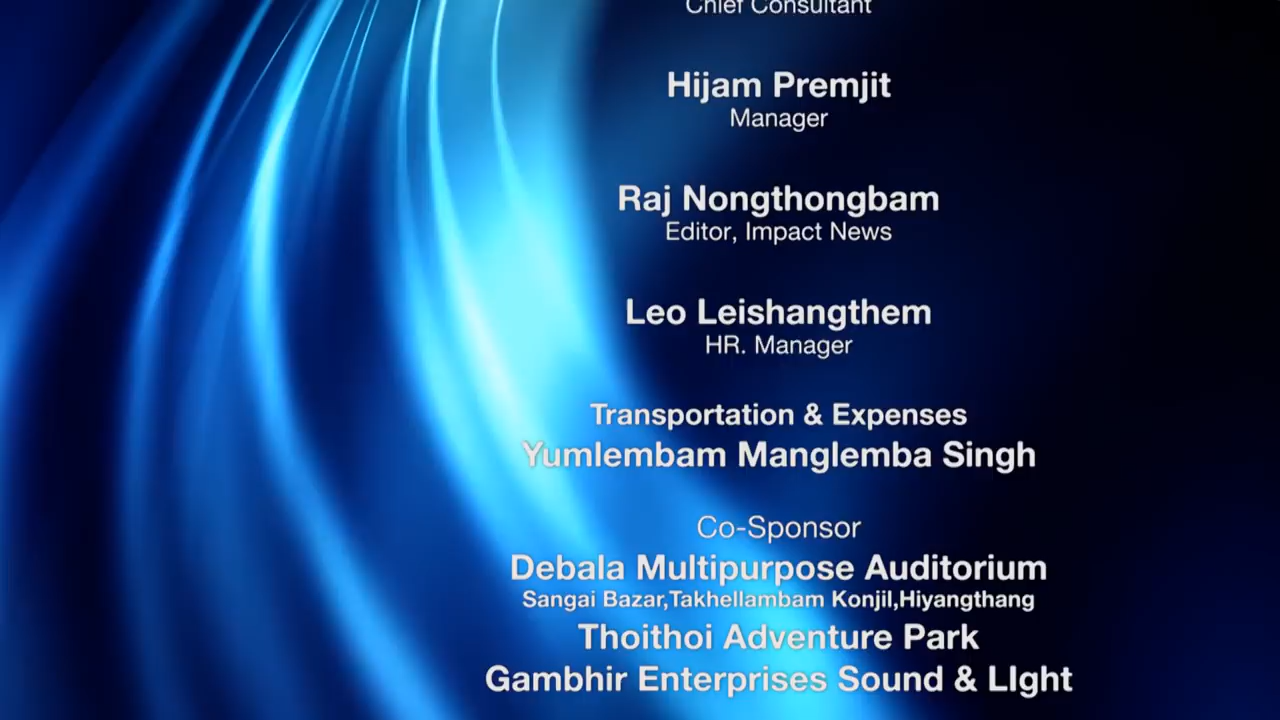 Chief Consultant
Hijam Premjit
Manager
Raj Nongthongbam
Editor, Impact News
Leo Leishangthem
HR. Manager
Transportation & Expenses
Yumlembam Manglemba Singh
Co-Sponsor
Debala Multipurpose Auditorium
Sangai Bazar,Takhellambam Konjil,Hiyangthang
Thoithoi Adventure Park
Gambhir Enterprises Sound & LIght